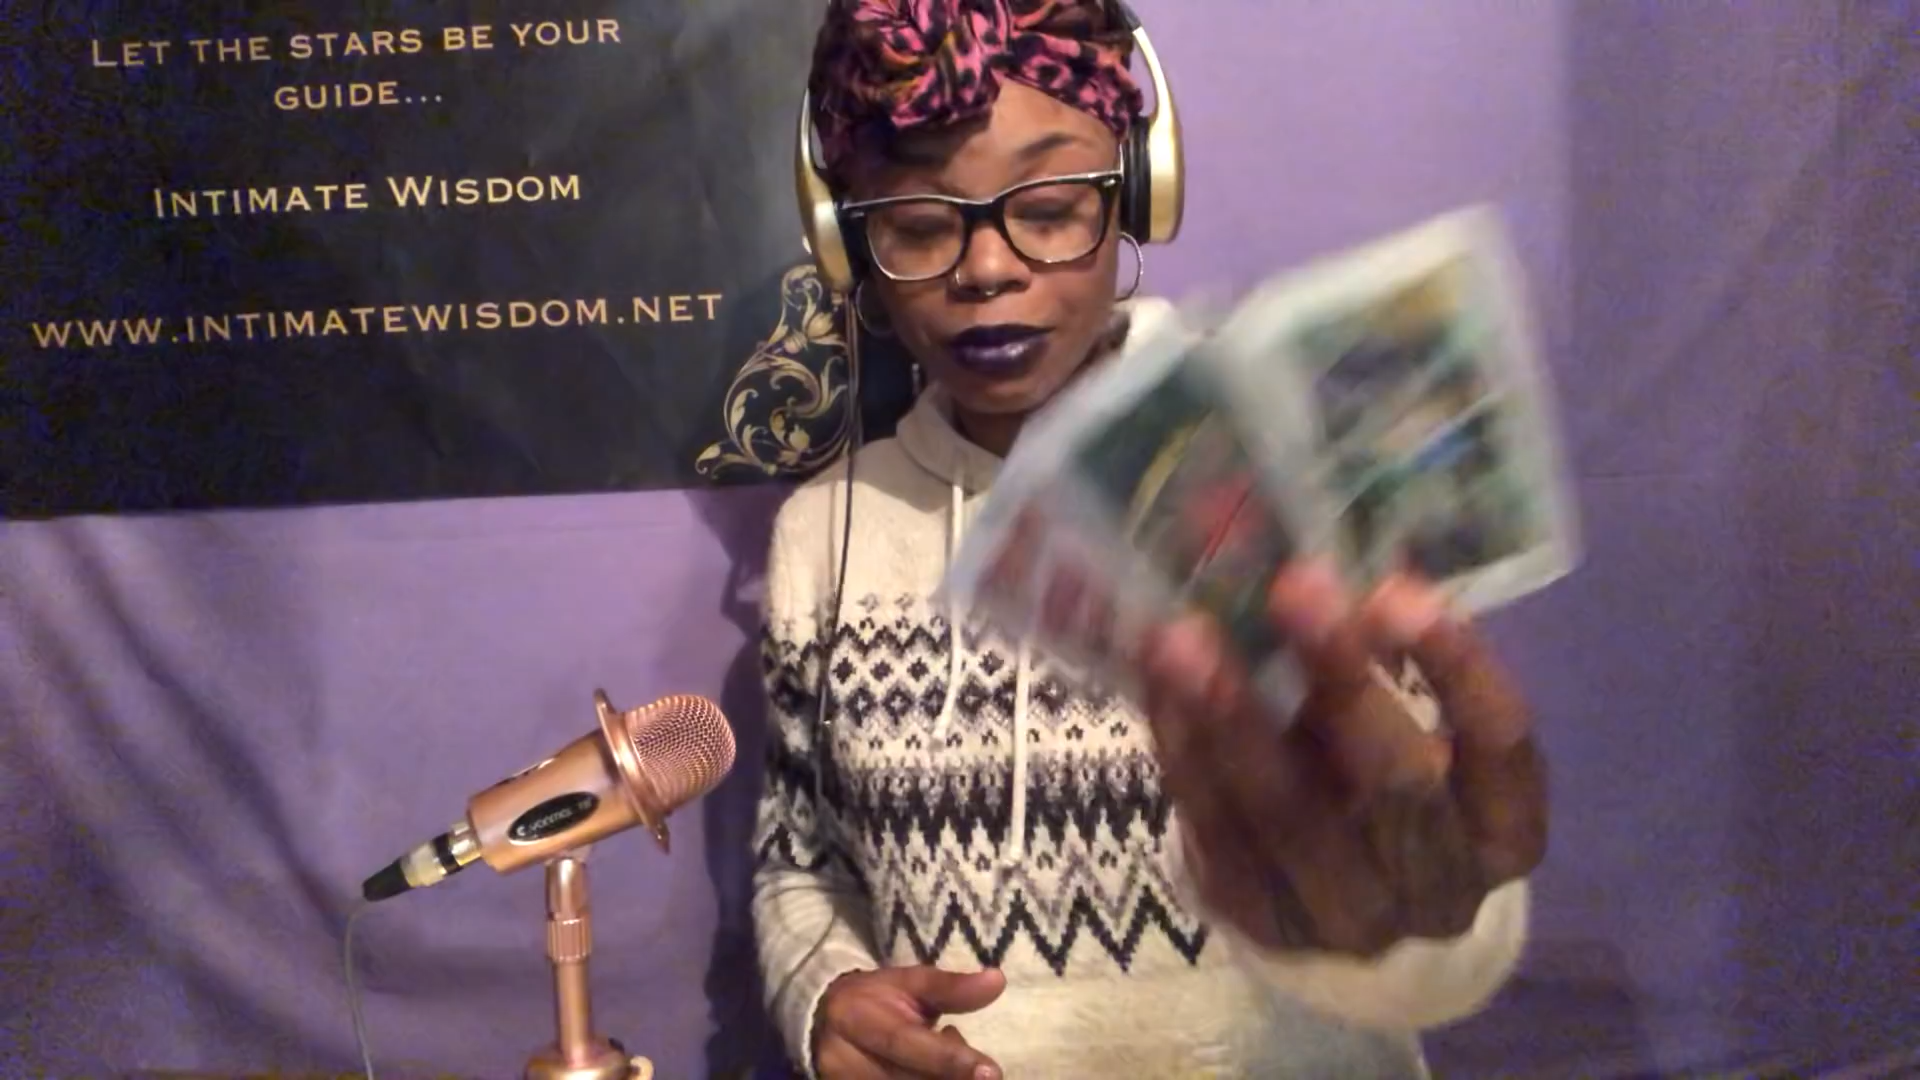 LET THE STARS BE YOUR
GUIDE...
INTIMATE WISDOM
WWW.INTIMATEWISDOM.NET